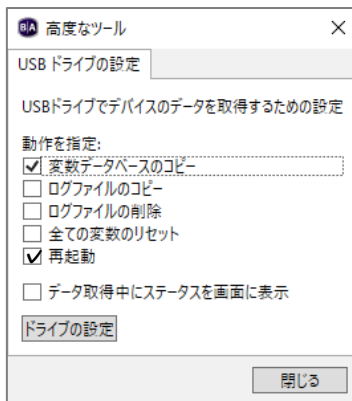 B|A 高度なツール
USB ドライブの設定
USBドライブでデバイスのデータを取得するための設定
動作を指定:
変数データベースのコピー
ログファイルのコピー
ログファイルの削除
全ての変数のリセット
再起動
データ取得中にステータスを画面に表示
ドライブの設定
閉じる